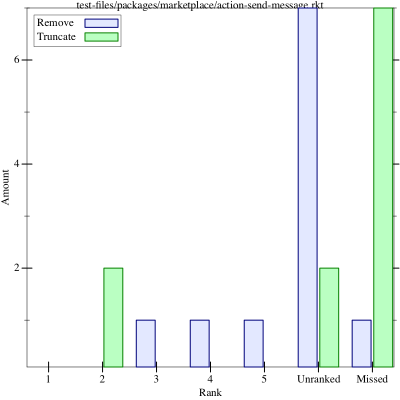 test-files/packages/marketplace/action-send-message.rkt
Remove
Truncate
6
4
2
Amount
1 2 3 4 5 Unranked Missed
Rank